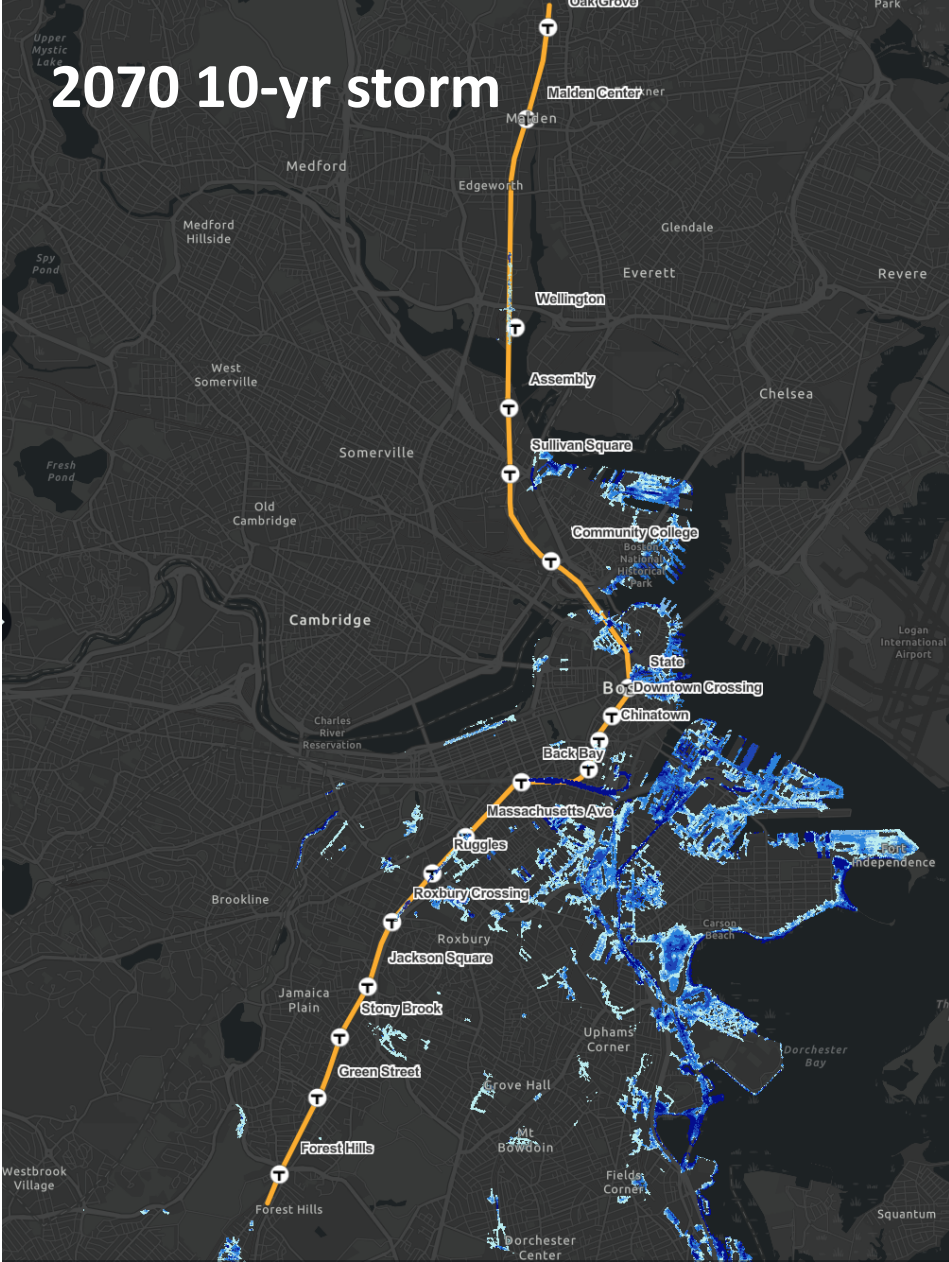 Oak Grove
Park
Upper
Mystic
Lake
2070 10-yr storm
Malden Center
Malden
Medford
Edgeworth
Medford
Hillside
Glendale
Spy
Pond
Everett
Revere
Wellington
West
Somerville
Assembly
Chelsea
Sullivan Square
Somerville
Fresh
Pond
Old
Cambridge
Community College
Boston
National
Historical
Park
Cambridge
Logan
International
Airport
State
Downtown Crossing
Chinatown
Charles
River
Reservation
Back Bay
Massachusetts Ave
Ruggles
Fort
Independence
Roxbury Crossing
Brookline
Carson
Beach
Roxbury
Jackson Square
Jamaica
Plain
Stony Brook
Uphams
Corner
Dorchester
Bay
Green Street
Grove Hall
Mt
Bowdoin
Forest Hills
Westbrook
Village
Fields
Corner
Forest Hills
Squantum
Dorchester
Center